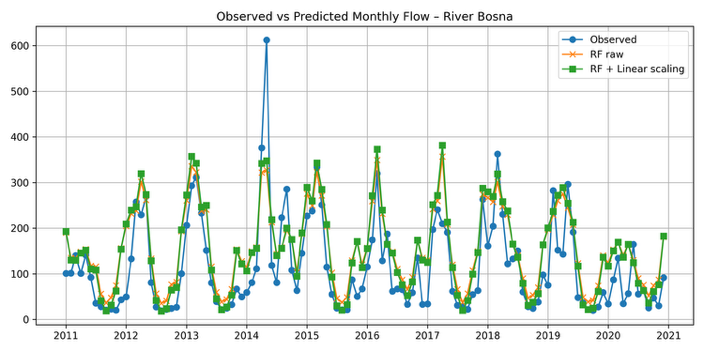 Observed vs Predicted Monthly Flow – River Bosna
Observed
RF raw
RF + Linear scaling
600
500
400
300
200
100
0
2011 2012 2013 2014 2015 2016 2017 2018 2019 2020 2021